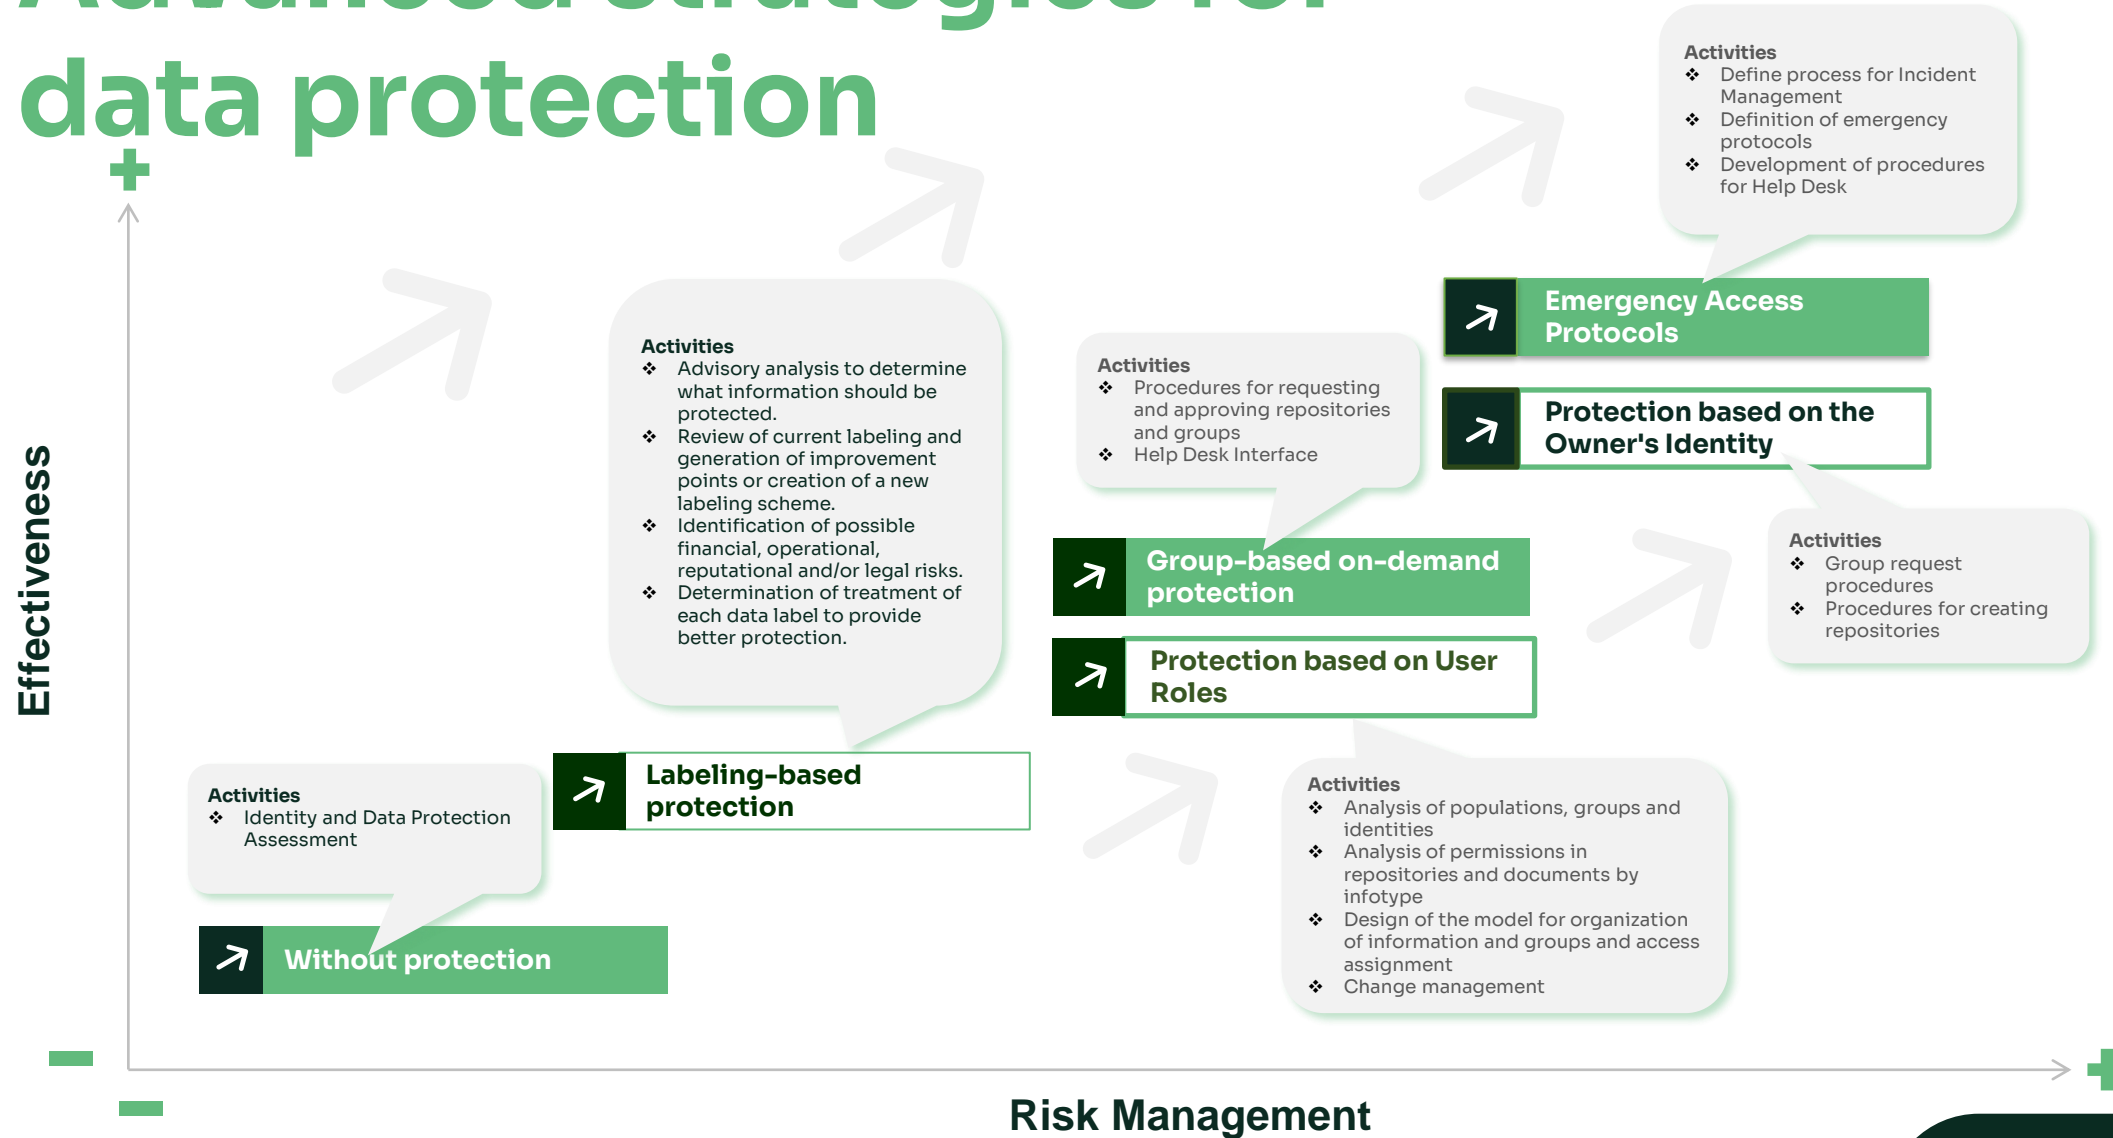 Advanced strategies for
data protection
Activities
❖ Define process for Incident
Management
❖ Definition of emergency
protocols
❖ Development of procedures
for Help Desk
Emergency Access
Protocols
Activities
❖ Advisory analysis to determine
what information should be
protected.
❖ Review of current labeling and
generation of improvement
points or creation of a new
labeling scheme.
❖ Identification of possible
financial, operational,
reputational and/or legal risks.
❖ Determination of treatment of
each data label to provide
better protection.
Activities
❖ Procedures for requesting
and approving repositories
and groups
❖ Help Desk Interface
Protection based on the
Owner's Identity
Activities
❖ Group request
procedures
❖ Procedures for creating
repositories
Group-based on-demand
protection
Protection based on User
Roles
Effectiveness
Labeling-based
protection
Activities
❖ Identity and Data Protection
Assessment
Activities
❖ Analysis of populations, groups and
identities
❖ Analysis of permissions in
repositories and documents by
infotype
❖ Design of the model for organization
of information and groups and access
assignment
❖ Change management
Without protection
Risk Management